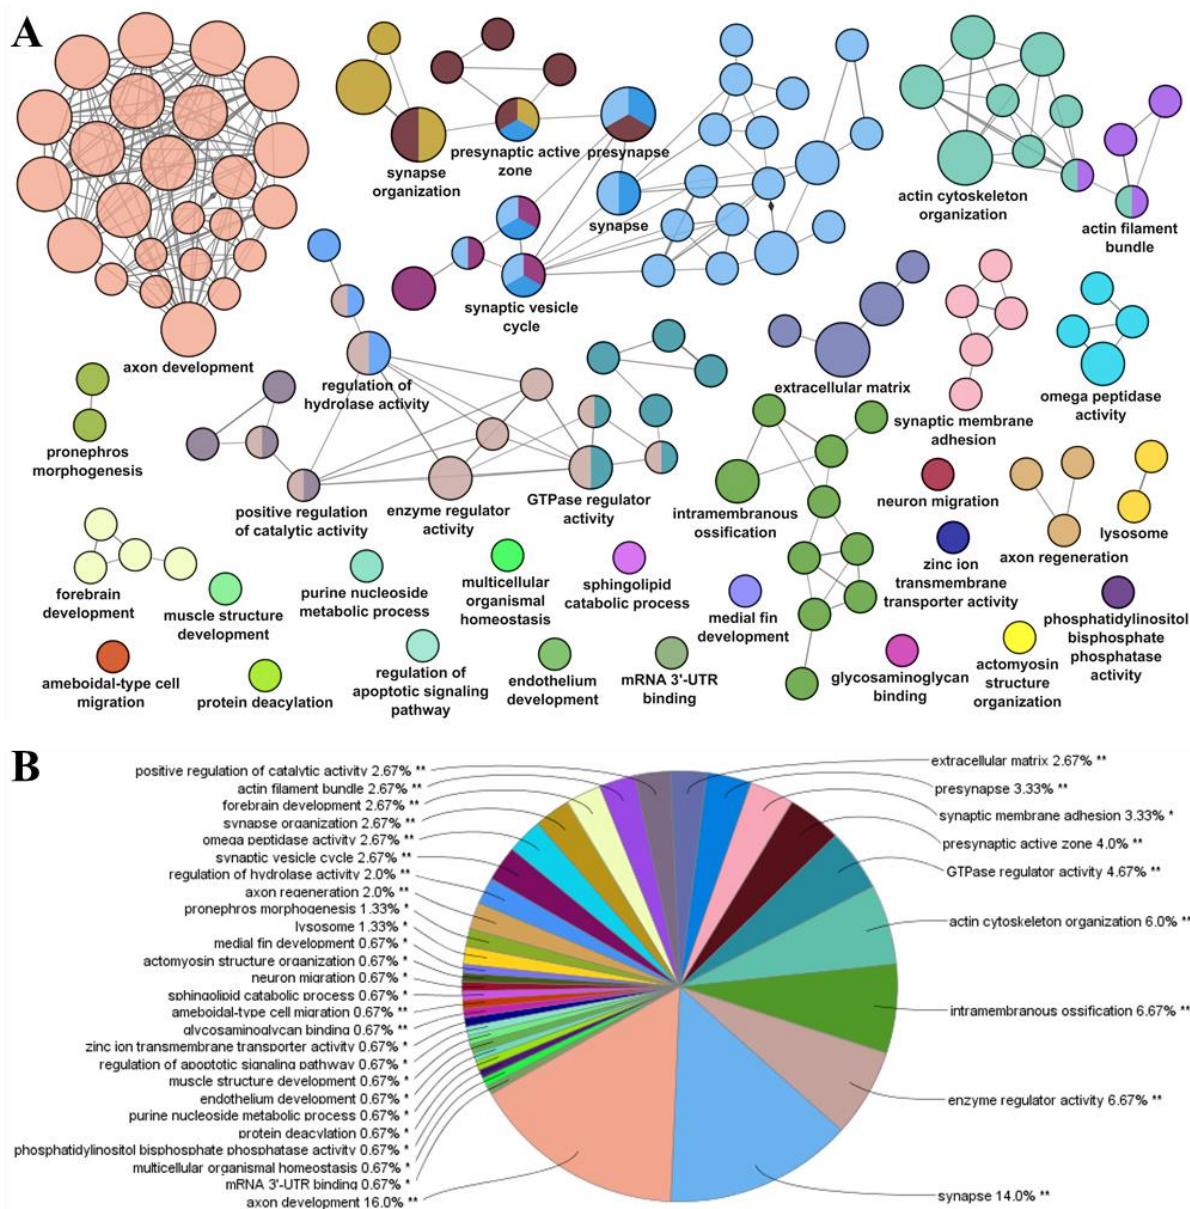 A
presynaptic active
zone
presynapse
synapse
organization
synapse
actin cytoskeleton
organization
actin filament
bundle
synaptic vesicle
cycle
axon development
regulation of
hydrolase activity
extracellular matrix
synaptic membrane
adhesion
omega peptidase
activity
pronephros
morphogenesis
positive regulation
of catalytic activity
enzyme regulator
activity
GTPase regulator
activity
intramembranous
ossification
neuron migration
axon regeneration
lysosome
forebrain
development
muscle structure
development
purine nucleoside
metabolic process
multicellular
organismal
homeostasis
sphingolipid
catabolic process
medial fin
development
zinc ion
transmembrane
transporter activity
phosphatidylinositol
bisphosphate
phosphatase
activity
ameboidal-type cell
migration
protein deacylation
regulation of
apoptotic signaling
pathway
endothelium
development
mRNA 3'-UTR
binding
glycosaminoglycan
binding
actomyosin
structure
organization
B
positive regulation of catalytic activity 2.67% **
actin filament bundle 2.67% **
forebrain development 2.67% **
synapse organization 2.67% **
omega peptidase activity 2.67% **
synaptic vesicle cycle 2.67% **
regulation of hydrolase activity 2.0% **
axon regeneration 2.0% **
pronephros morphogenesis 1.33% *
lysosome 1.33% *
medial fin development 0.67% *
actomyosin structure organization 0.67% *
neuron migration 0.67% *
sphingolipid catabolic process 0.67% *
ameboidal-type cell migration 0.67% **
glycosaminoglycan binding 0.67% **
zinc ion transmembrane transporter activity 0.67% *
regulation of apoptotic signaling pathway 0.67% *
muscle structure development 0.67% *
endothelium development 0.67% *
purine nucleoside metabolic process 0.67% *
protein deacylation 0.67% *
phosphatidylinositol bisphosphate phosphatase activity 0.67% *
multicellular organismal homeostasis 0.67% *
mRNA 3'-UTR binding 0.67% *
axon development 16.0% **
extracellular matrix 2.67% **
presynapse 3.33% **
synaptic membrane adhesion 3.33% *
presynaptic active zone 4.0% **
GTPase regulator activity 4.67% **
actin cytoskeleton organization 6.0% **
intramembranous ossification 6.67% **
enzyme regulator activity 6.67% **
synapse 14.0% **